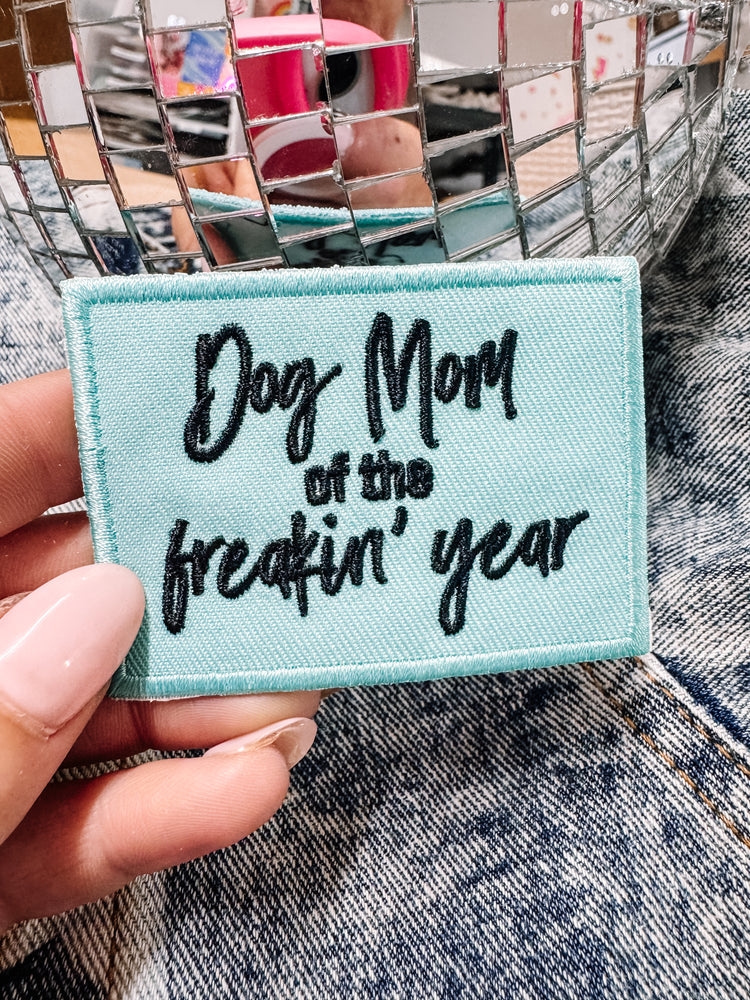 Dog Mom
of the
freakin' year